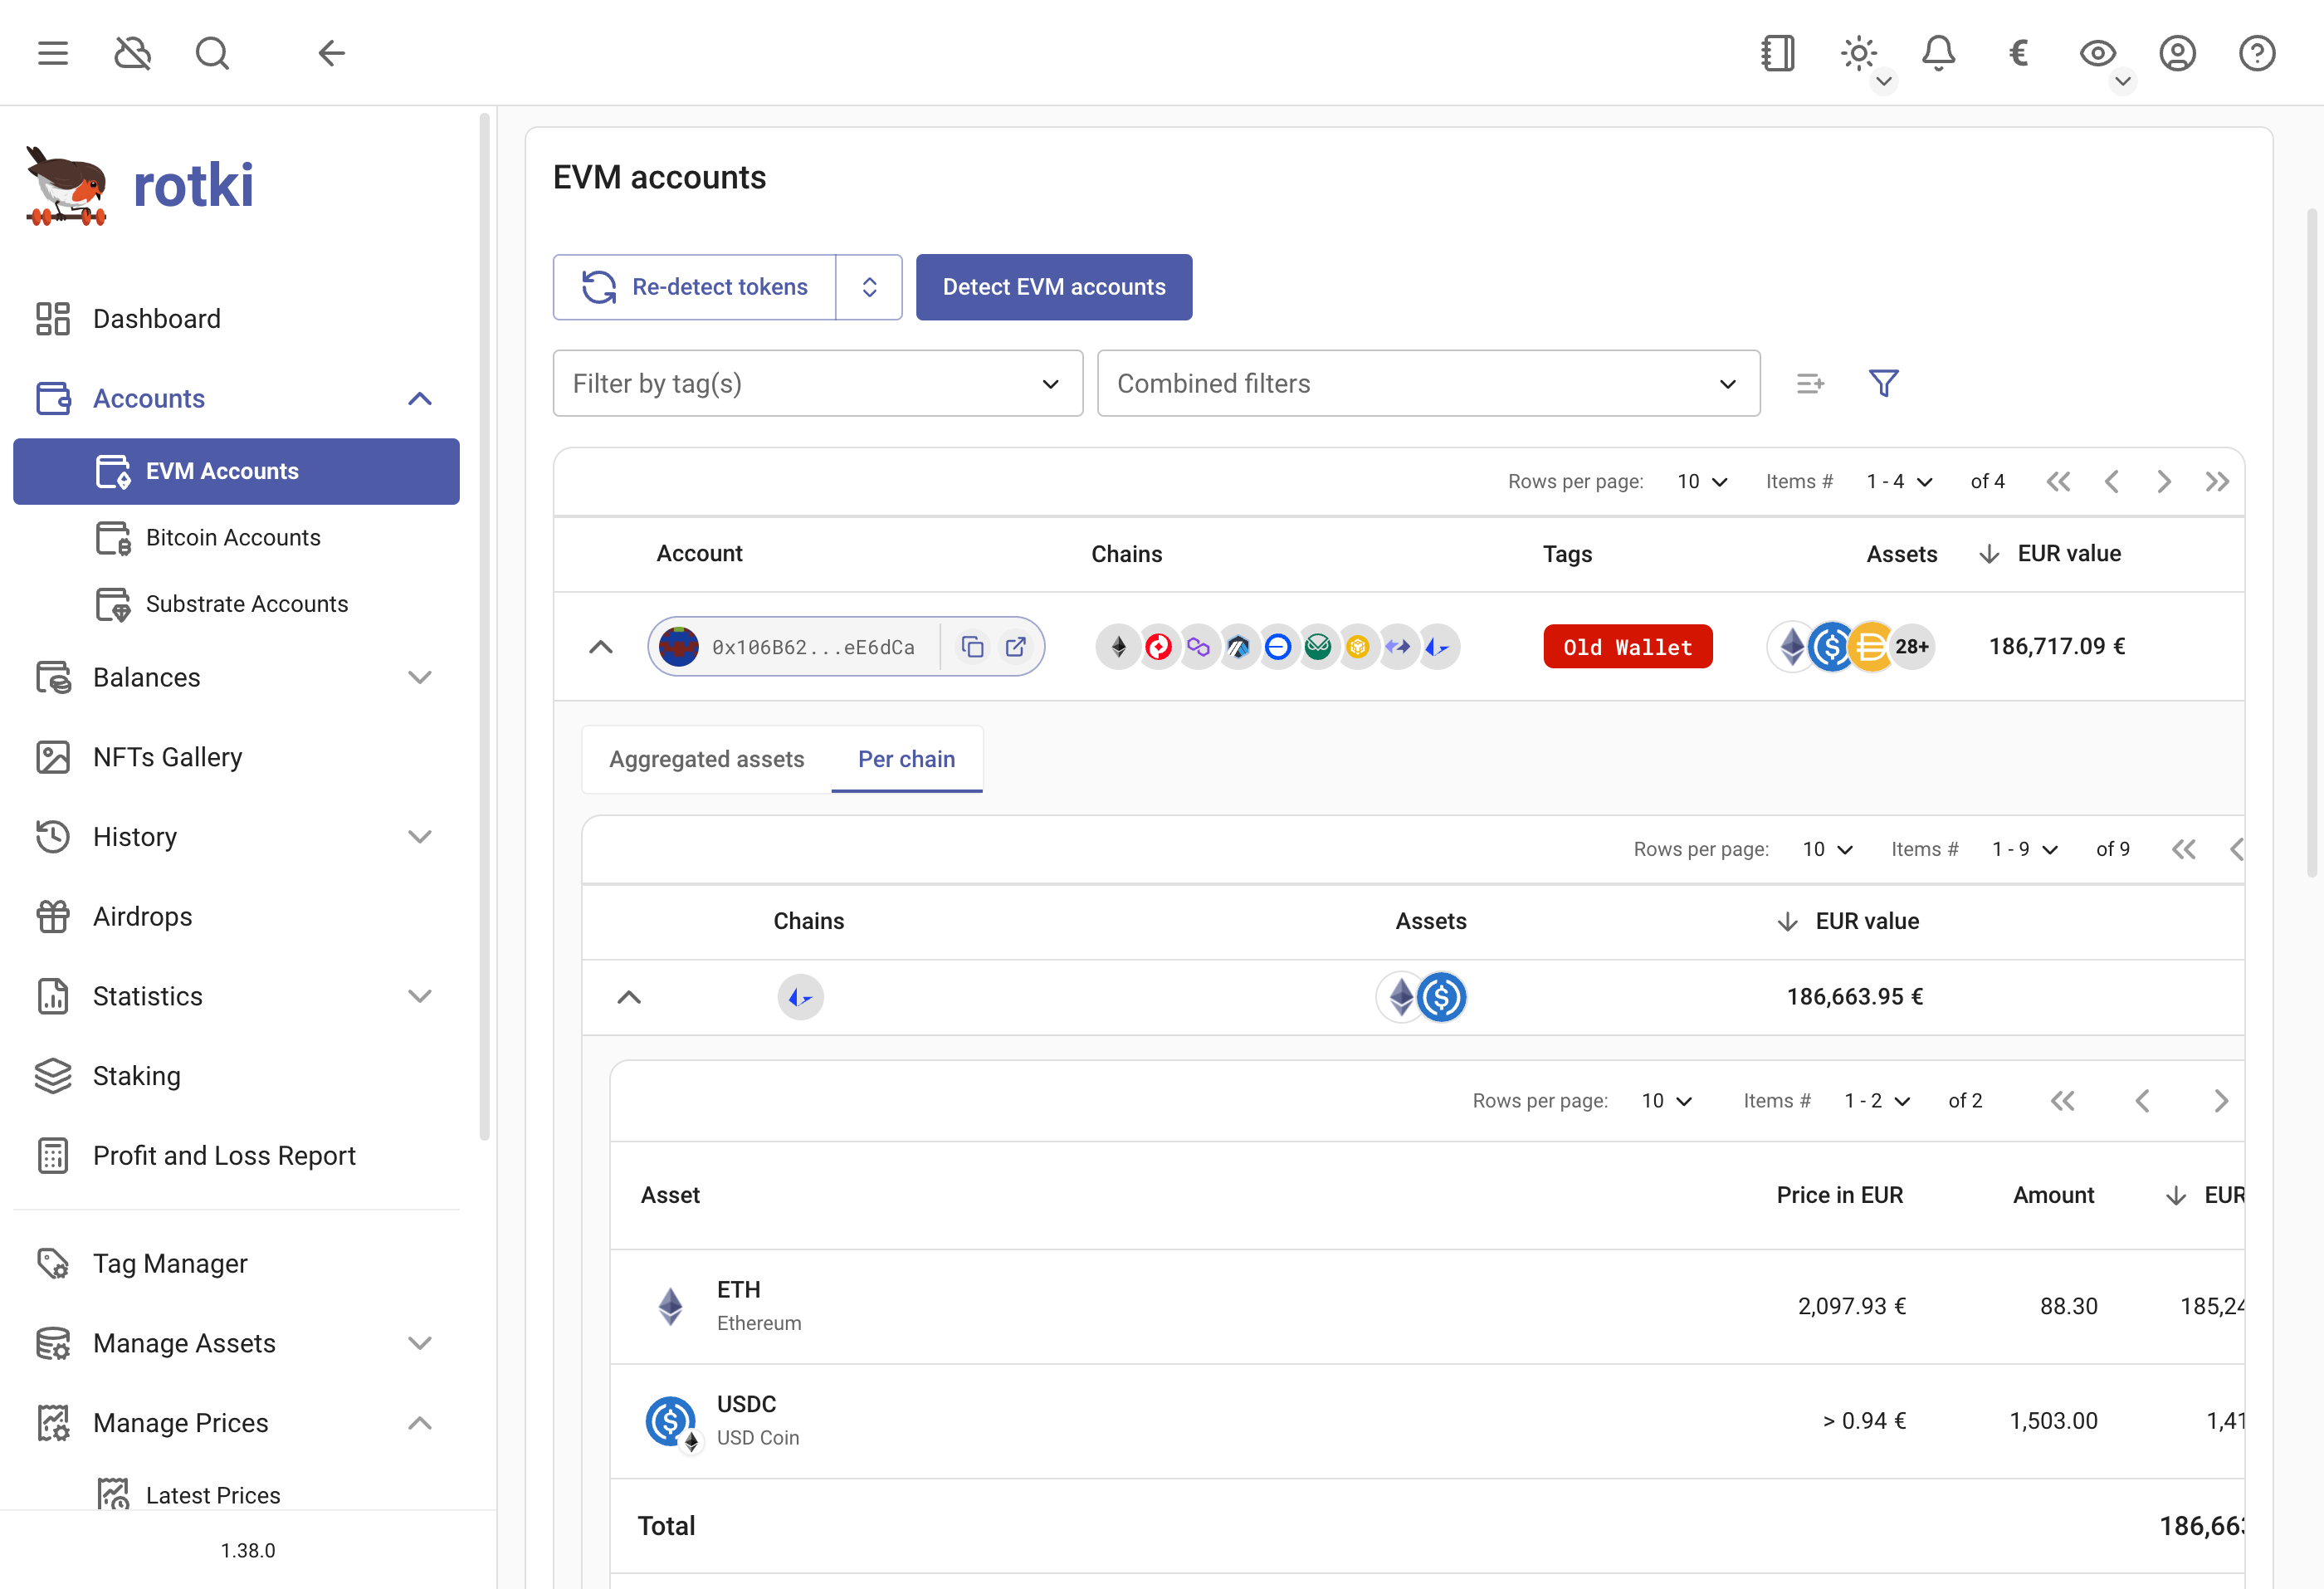 rotki
Dashboard
Accounts
EVM Accounts
Bitcoin Accounts
Substrate Accounts
Balances
NFTs Gallery
History
Airdrops
Statistics
Staking
Profit and Loss Report
Tag Manager
Manage Assets
Manage Prices
Latest Prices
1.38.0
EVM accounts
Re-detect tokens
Detect EVM accounts
Filter by tag(s)
Combined filters
Rows per page: 10 Items # 1 - 4 of 4
Account Chains Tags Assets EUR value
0x106B62...eE6dCa Old Wallet 28+ 186,717.09 €
Aggregated assets Per chain
Rows per page: 10 Items # 1 - 9 of 9
Chains Assets EUR value
186,663.95 €
Rows per page: 10 Items # 1 - 2 of 2
Asset Price in EUR Amount EUR
ETH
Ethereum
2,097.93 € 88.30 185,24
USDC
USD Coin
> 0.94 € 1,503.00 1,41
Total 186,66